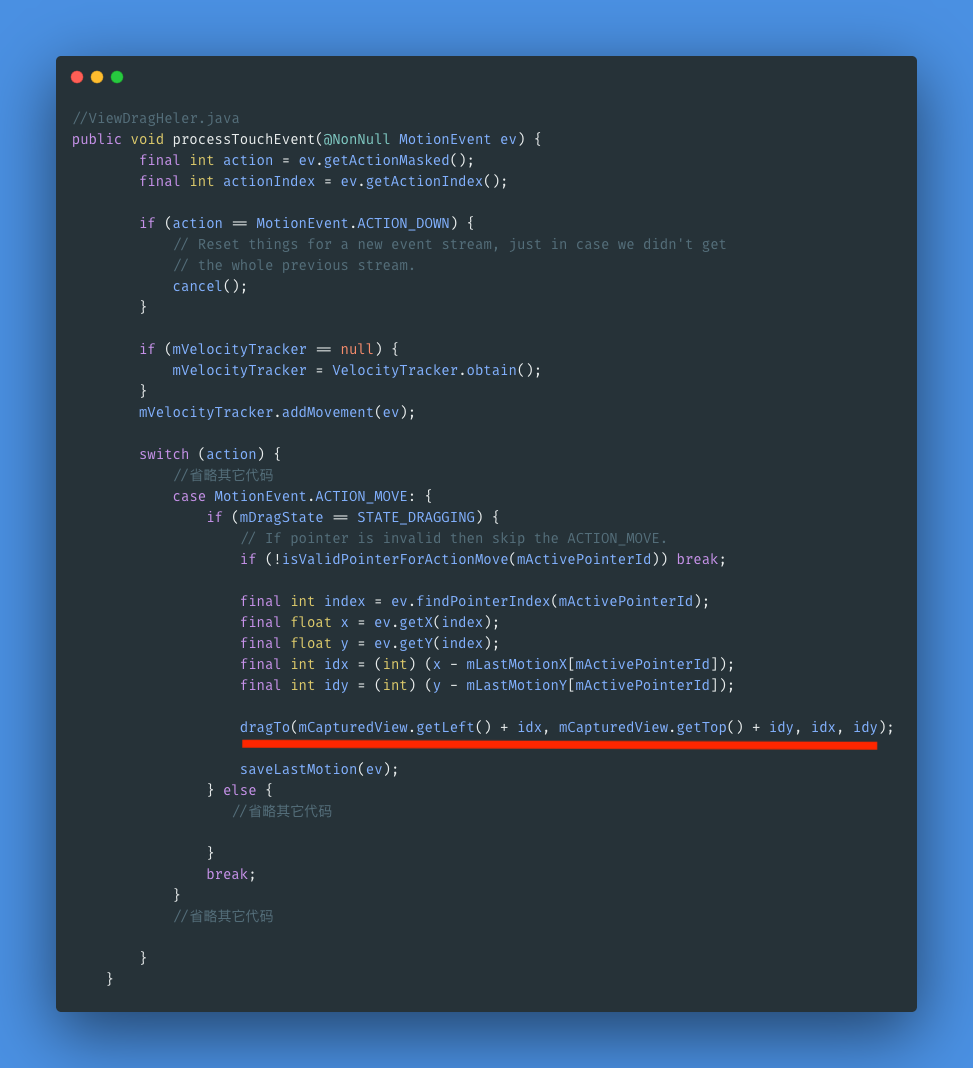 //ViewDragHeler.java
public void processTouchEvent(@NonNull MotionEvent ev) {
        final int action = ev.getActionMasked();
        final int actionIndex = ev.getActionIndex();

        if (action == MotionEvent.ACTION_DOWN) {
            // Reset things for a new event stream, just in case we didn't get
            // the whole previous stream.
            cancel();
        }

        if (mVelocityTracker == null) {
            mVelocityTracker = VelocityTracker.obtain();
        }
        mVelocityTracker.addMovement(ev);

        switch (action) {
            //省略其它代码
            case MotionEvent.ACTION_MOVE: {
                if (mDragState == STATE_DRAGGING) {
                    // If pointer is invalid then skip the ACTION_MOVE.
                    if (!isValidPointerForActionMove(mActivePointerId)) break;

                    final int index = ev.findPointerIndex(mActivePointerId);
                    final float x = ev.getX(index);
                    final float y = ev.getY(index);
                    final int idx = (int) (x - mLastMotionX[mActivePointerId]);
                    final int idy = (int) (y - mLastMotionY[mActivePointerId]);

                    dragTo(mCapturedView.getLeft() + idx, mCapturedView.getTop() + idy, idx, idy);

                    saveLastMotion(ev);
                } else {
                   //省略其它代码

                }
                break;
            }
            //省略其它代码

        }
    }